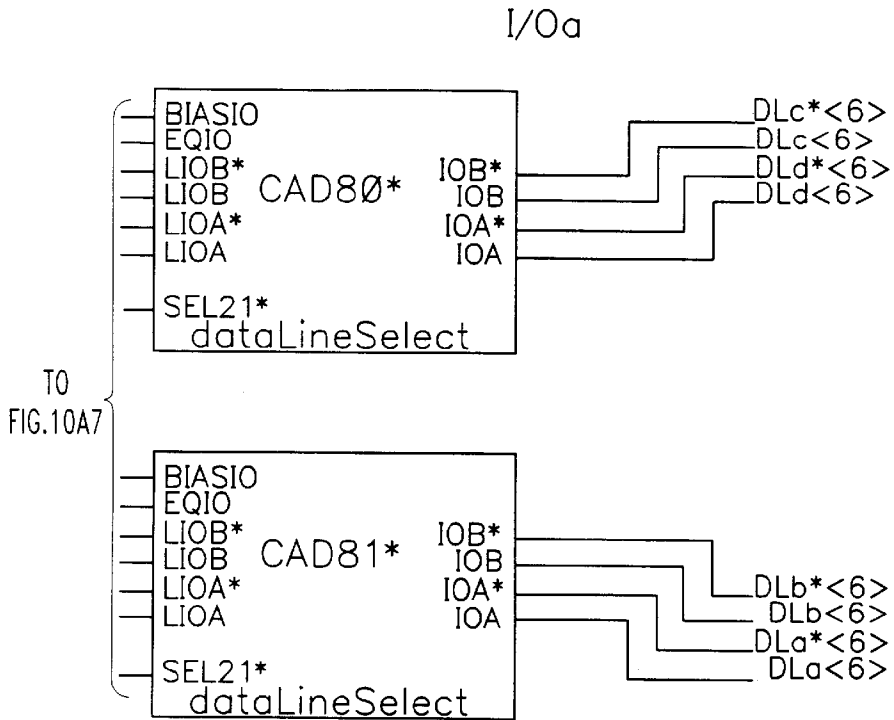 I/Oa
BIASIO
EQIO
LIOB*
LIOB
LIOA*
LIOA
SEL21*
CAD8Ø*
dataLineSelect
IOB*
IOB
IOA*
IOA
DLc*<6>
DLc<6>
DLd*<6>
DLd<6>
TO
FIG.10A7
BIASIO
EQIO
LIOB*
LIOB
LIOA*
LIOA
SEL21*
CAD81*
dataLineSelect
IOB*
IOB
IOA*
IOA
DLb*<6>
DLb<6>
DLa*<6>
DLa<6>